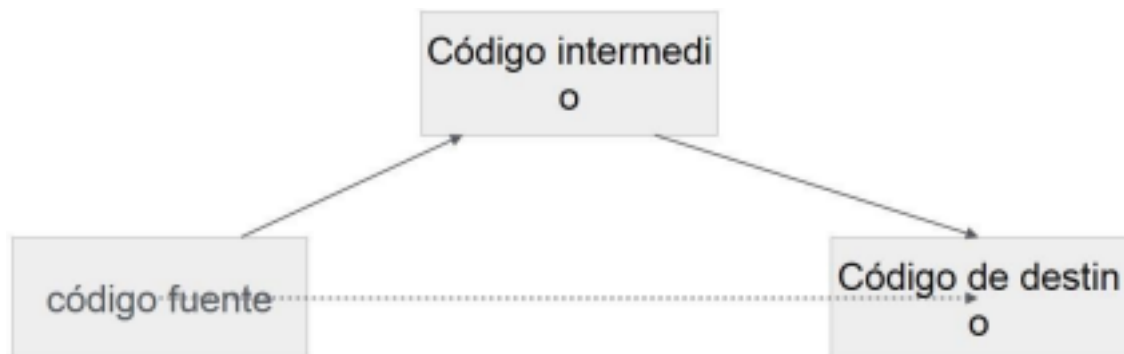 Código intermedi
o
código fuente
Código de destin
o